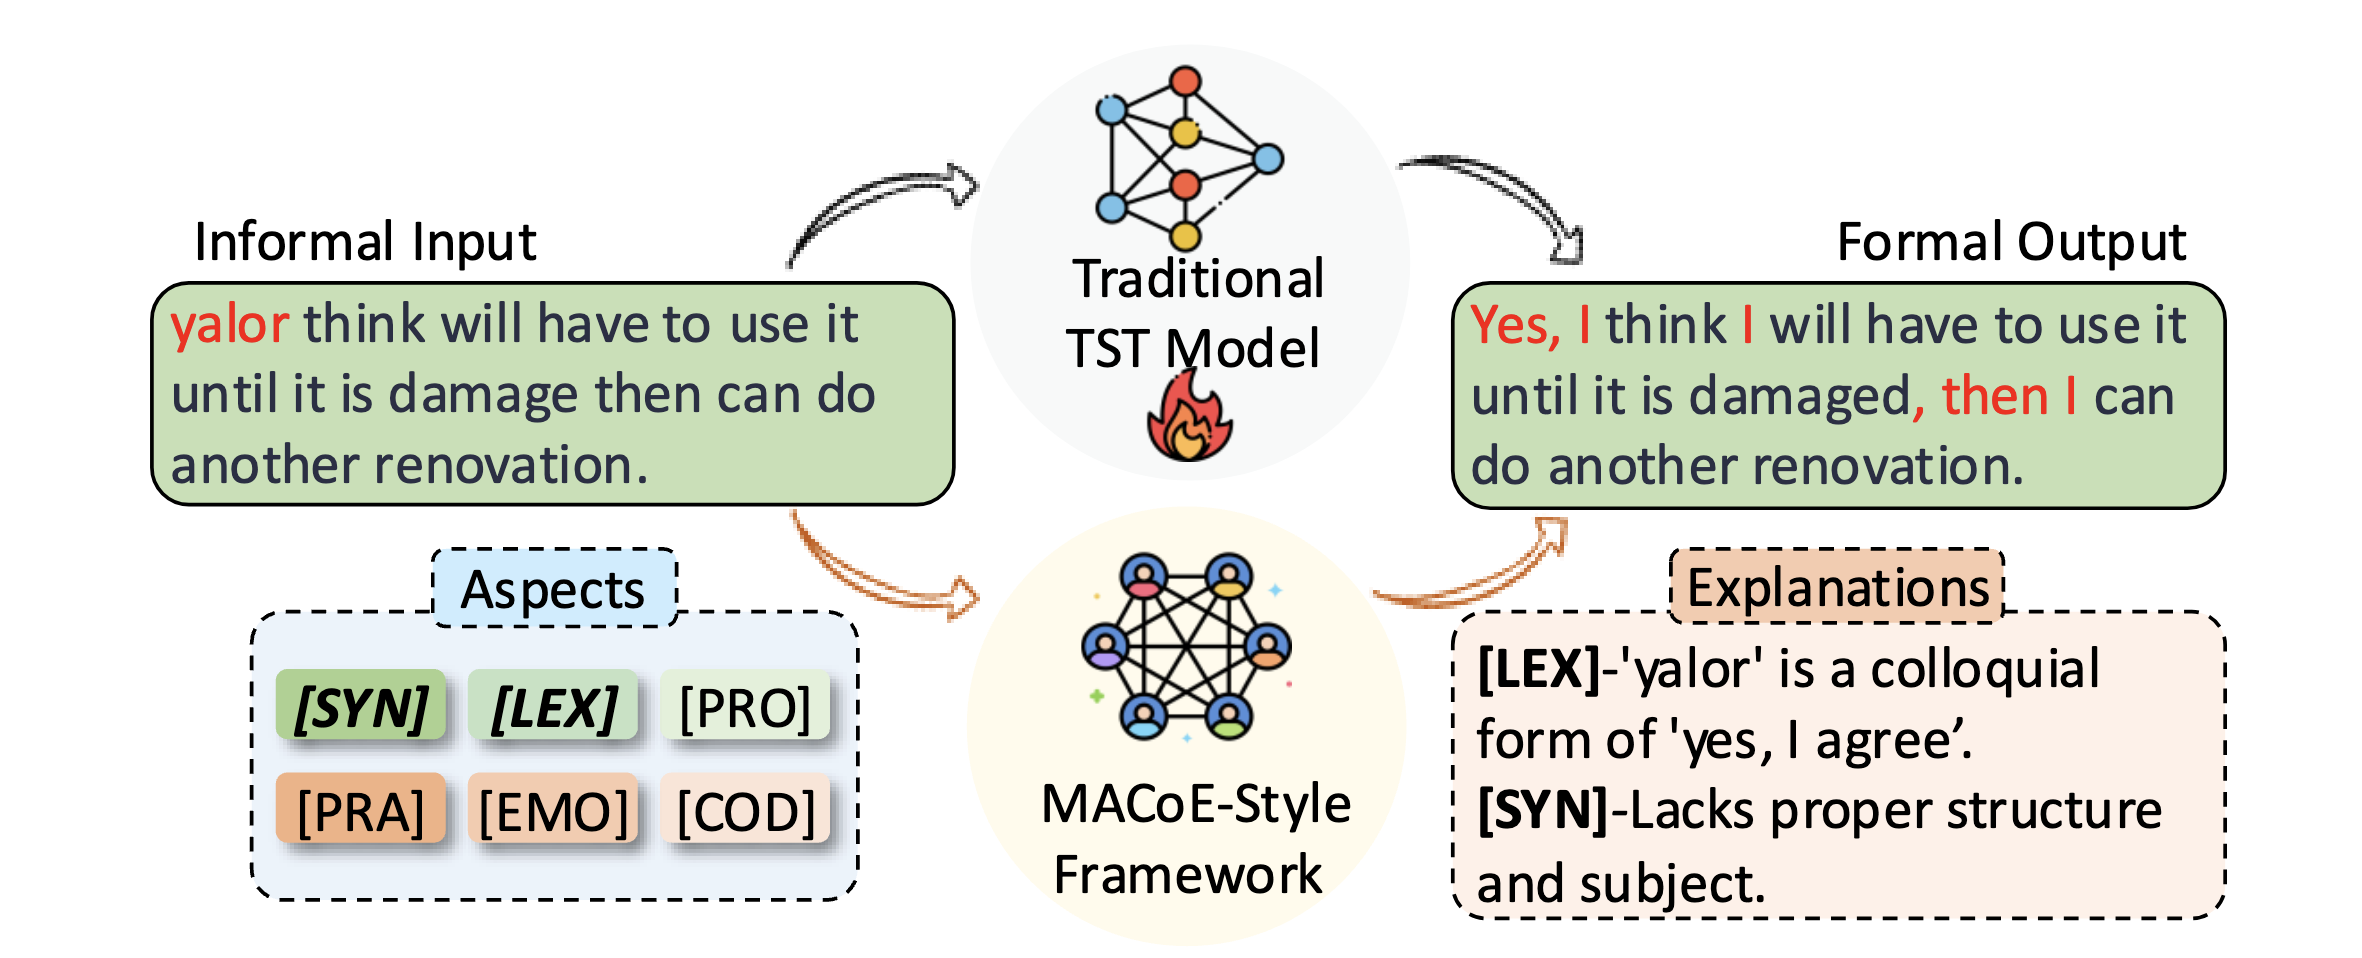 Informal Input
yalor think will have to use it
until it is damage then can do
another renovation.
Aspects
[SYN] [LEX] [PRO]
[PRA] [EMO] [COD]
Traditional
TST Model
MACoE-Style
Framework
Formal Output
Yes, I think I will have to use it
until it is damaged, then I can
do another renovation.
Explanations
[LEX]-'yalor' is a colloquial
form of 'yes, I agree’.
[SYN]-Lacks proper structure
and subject.